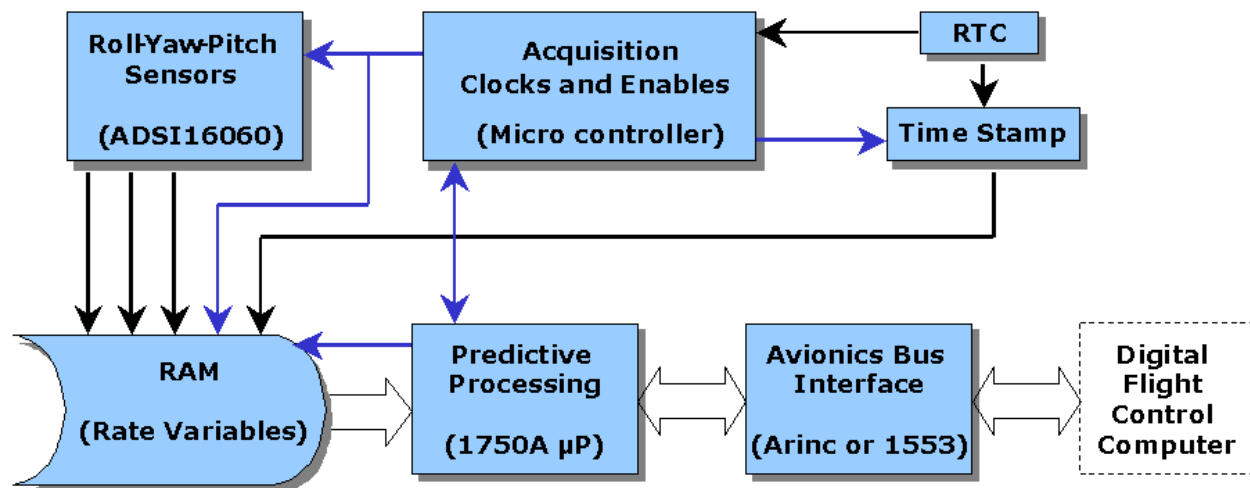 Roll-Yaw-Pitch
Sensors
(ADSI16060)
Acquisition
Clocks and Enables
(Micro controller)
RTC
Time Stamp
RAM
(Rate Variables)
Predictive
Processing
(1750A µP)
Avionics Bus
Interface
(Arinc or 1553)
Digital
Flight
Control
Computer